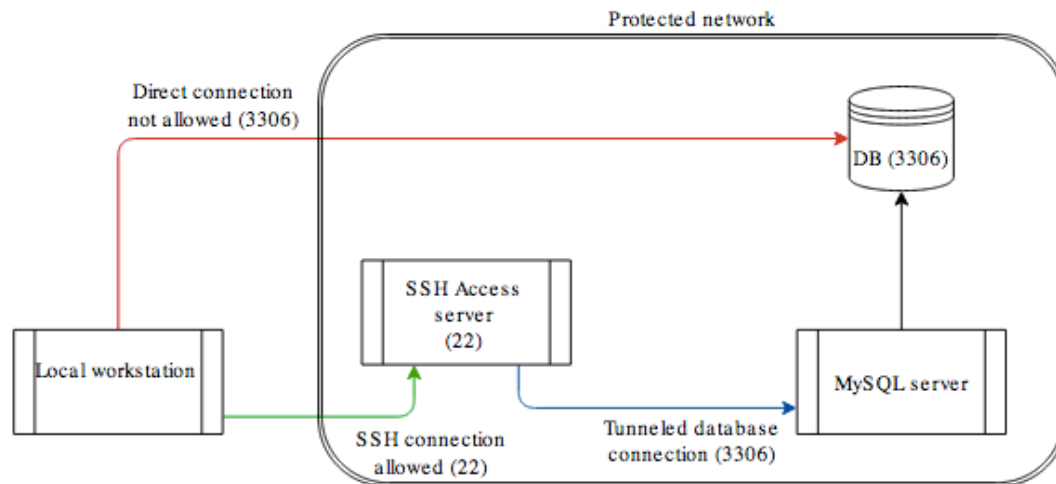 Protected network
Direct connection
not allowed (3306)
DB (3306)
SSH Access
server
(22)
Local workstation
MySQL server
SSH connection
allowed (22)
Tunneled database
connection (3306)